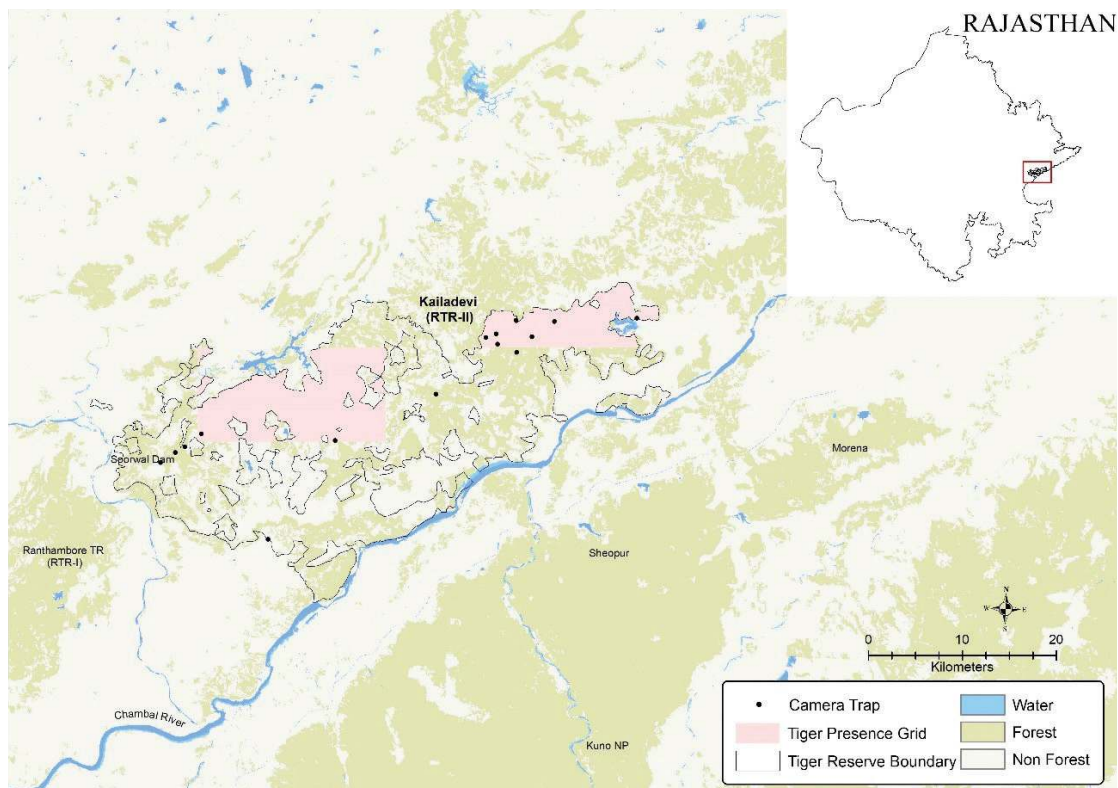 RAJASTHAN
Kailadevi
(RTR-II)
Soorwal Dam
Morena
Ranthambore TR
(RTR-I)
Sheopur
Chambal River
Kuno NP
N
W
E
S
0 10 20
Kilometers
Camera Trap
Tiger Presence Grid
Tiger Reserve Boundary
Water
Forest
Non Forest